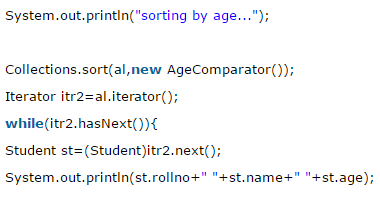 System.out.println("sorting by age...");
Collections.sort(al,new AgeComparator());
Iterator itr2=al.iterator();
while(itr2.hasNext()){
Student st=(Student)itr2.next();
System.out.println(st.rollno+" "+st.name+" "+st.age);